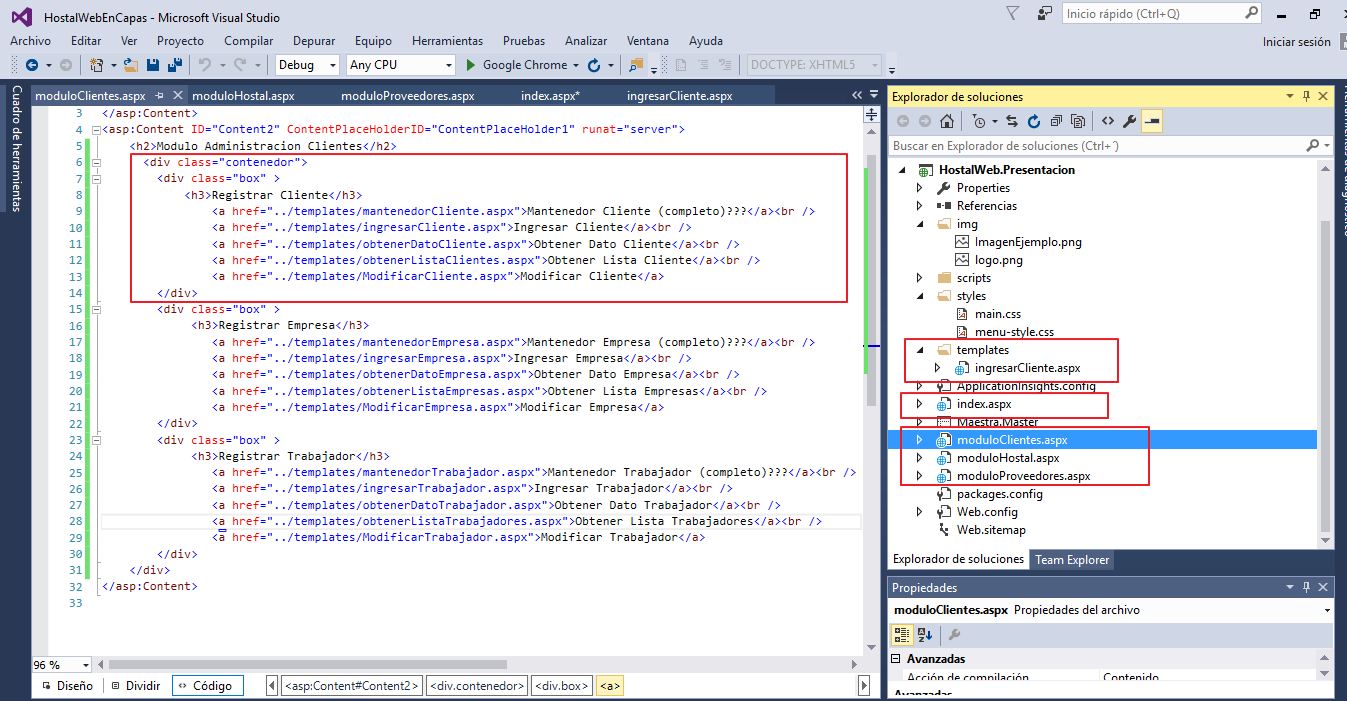 HostalWebEnCapas - Microsoft Visual Studio
Inicio rápido (Ctrl+Q)
Archivo Editar Ver Proyecto Compilar Depurar Equipo Herramientas Pruebas Analizar Ventana Ayuda
Iniciar sesión
Debug Any CPU Google Chrome DOCTYPE: XHTML5
Cuadro de herramientas
moduloClientes.aspx moduloHostal.aspx moduloProveedores.aspx index.aspx* ingresarCliente.aspx
3 </asp:Content>
4 <asp:Content ID="Content2" ContentPlaceHolderID="ContentPlaceHolder1" runat="server">
5 <h2>Modulo Administracion Clientes</h2>
6 <div class="contenedor">
7 <div class="box" >
8 <h3>Registrar Cliente</h3>
9 <a href="../templates/mantenedorCliente.aspx">Mantenedor Cliente (completo)???</a><br />
10 <a href="../templates/ingresarCliente.aspx">Ingresar Cliente</a><br />
11 <a href="../templates/obtenerDatoCliente.aspx">Obtener Dato Cliente</a><br />
12 <a href="../templates/obtenerListaClientes.aspx">Obtener Lista Cliente</a><br />
13 <a href="../templates/ModificarCliente.aspx">Modificar Cliente</a>
14 </div>
15 <div class="box" >
16 <h3>Registrar Empresa</h3>
17 <a href="../templates/mantenedorEmpresa.aspx">Mantenedor Empresa (completo)???</a><br />
18 <a href="../templates/ingresarEmpresa.aspx">Ingresar Empresa</a><br />
19 <a href="../templates/obtenerDatoEmpresa.aspx">Obtener Dato Empresa</a><br />
20 <a href="../templates/obtenerListaEmpresas.aspx">Obtener Lista Empresas</a><br />
21 <a href="../templates/ModificarEmpresa.aspx">Modificar Empresa</a>
22 </div>
23 <div class="box" >
24 <h3>Registrar Trabajador</h3>
25 <a href="../templates/mantenedorTrabajador.aspx">Mantenedor Trabajador (completo)???</a><br />
26 <a href="../templates/ingresarTrabajador.aspx">Ingresar Trabajador</a><br />
27 <a href="../templates/obtenerDatoTrabajador.aspx">Obtener Dato Trabajador</a><br />
28 <a href="../templates/obtenerListaTrabajadores.aspx">Obtener Lista Trabajadores</a><br />
29 <a href="../templates/ModificarTrabajador.aspx">Modificar Trabajador</a>
30 </div>
31 </div>
32 </asp:Content>
33
96 %
Diseño Dividir Código <asp:Content#Content2> <div.contenedor> <div.box> <a>
Explorador de soluciones
Buscar en Explorador de soluciones (Ctrl+´)
HostalWeb.Presentacion
Properties
Referencias
img
ImagenEjemplo.png
logo.png
scripts
styles
main.css
menu-style.css
templates
ingresarCliente.aspx
ApplicationInsights.config
index.aspx
Maestra.Master
moduloClientes.aspx
moduloHostal.aspx
moduloProveedores.aspx
packages.config
Web.config
Web.sitemap
Explorador de soluciones Team Explorer
Propiedades
moduloClientes.aspx Propiedades del archivo
Avanzadas
Acción de compilación Contenido
Avanzadas